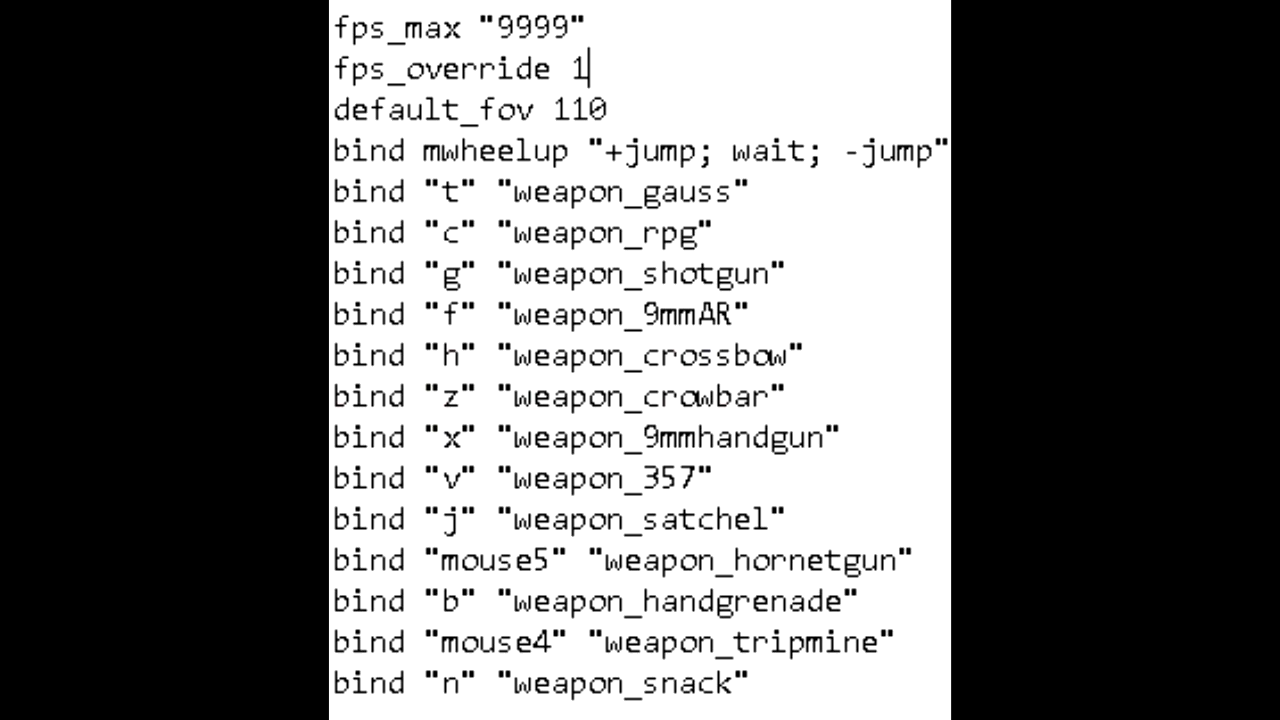 fps_max "9999"
fps_override 1
default_fov 110
bind mwheelup "+jump; wait; -jump"
bind "t" "weapon_gauss"
bind "c" "weapon_rpg"
bind "g" "weapon_shotgun"
bind "f" "weapon_9mmAR"
bind "h" "weapon_crossbow"
bind "z" "weapon_crowbar"
bind "x" "weapon_9mmhandgun"
bind "v" "weapon_357"
bind "j" "weapon_satchel"
bind "mouse5" "weapon_hornetgun"
bind "b" "weapon_handgrenade"
bind "mouse4" "weapon_tripmine"
bind "n" "weapon_snack"